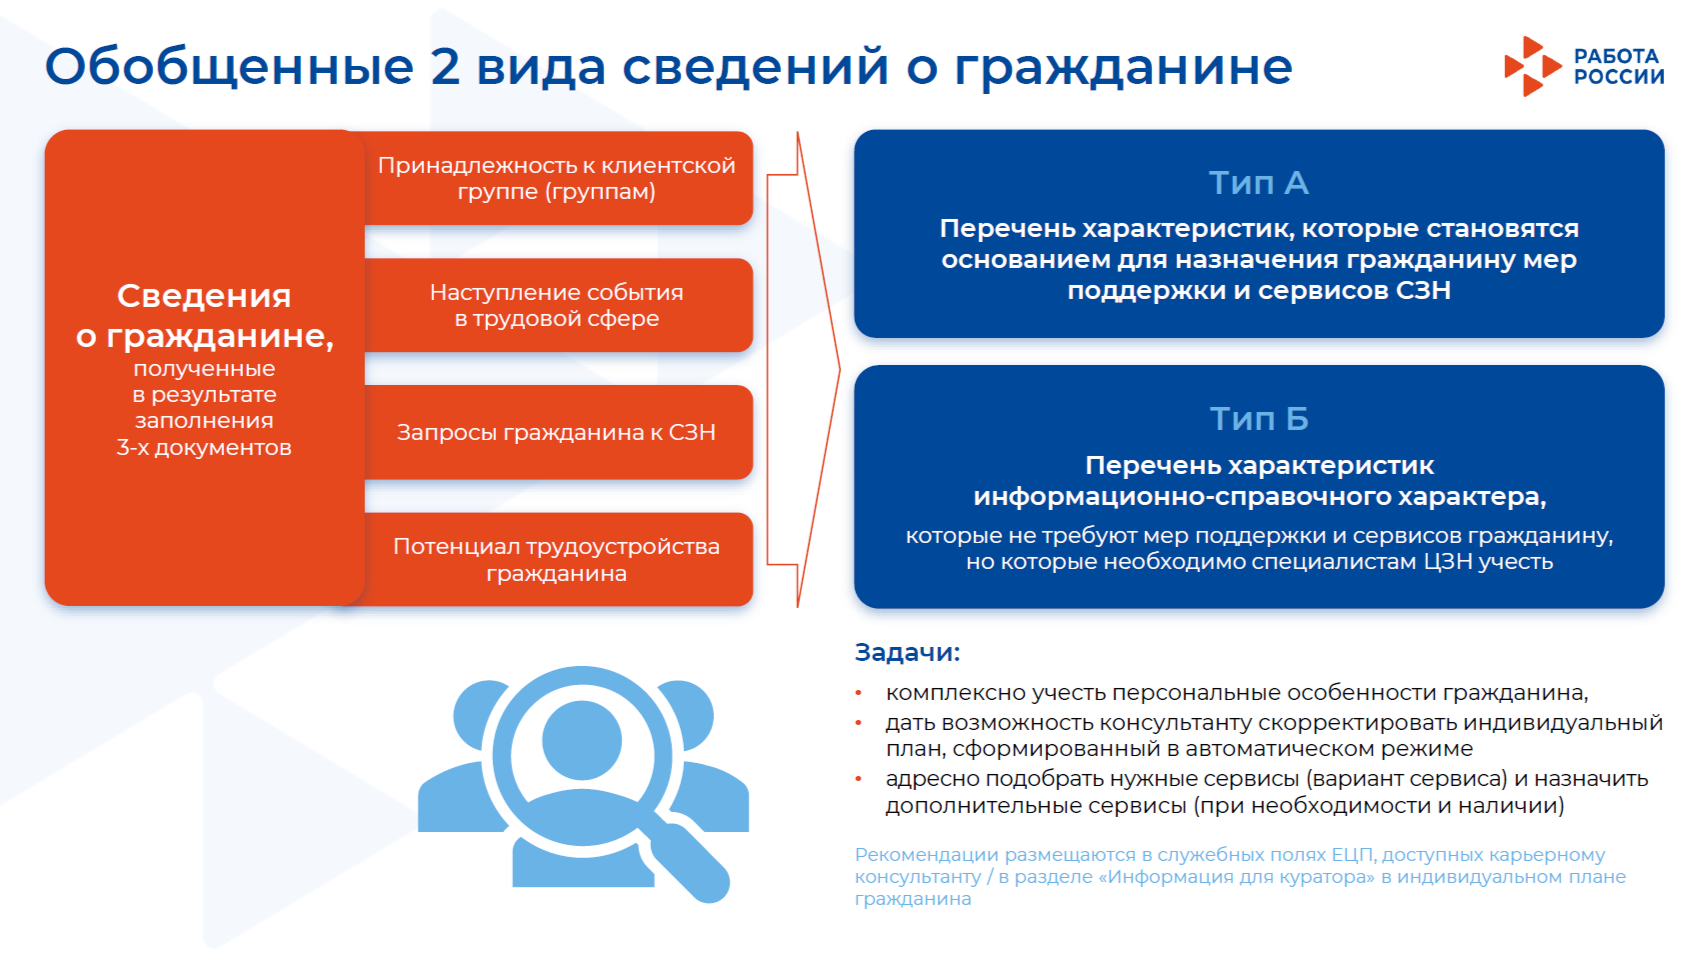 Обобщенные 2 вида сведений о гражданине
РАБОТА
РОССИИ
Сведения
о гражданине,
полученные
в результате
заполнения
3-х документов
Принадлежность к клиентской
группе (группам)
Наступление события
в трудовой сфере
Запросы гражданина к СЗН
Потенциал трудоустройства
гражданина
Тип А
Перечень характеристик, которые становятся
основанием для назначения гражданину мер
поддержки и сервисов СЗН
Тип Б
Перечень характеристик
информационно-справочного характера,
которые не требуют мер поддержки и сервисов гражданину,
но которые необходимо специалистам ЦЗН учесть
Задачи:
• комплексно учесть персональные особенности гражданина,
• дать возможность консультанту скорректировать индивидуальный
план, сформированный в автоматическом режиме
• адресно подобрать нужные сервисы (вариант сервиса) и назначить
дополнительные сервисы (при необходимости и наличии)
Рекомендации размещаются в служебных полях ЕЦП, доступных карьерному
консультанту / в разделе «Информация для куратора» в индивидуальном плане
гражданина